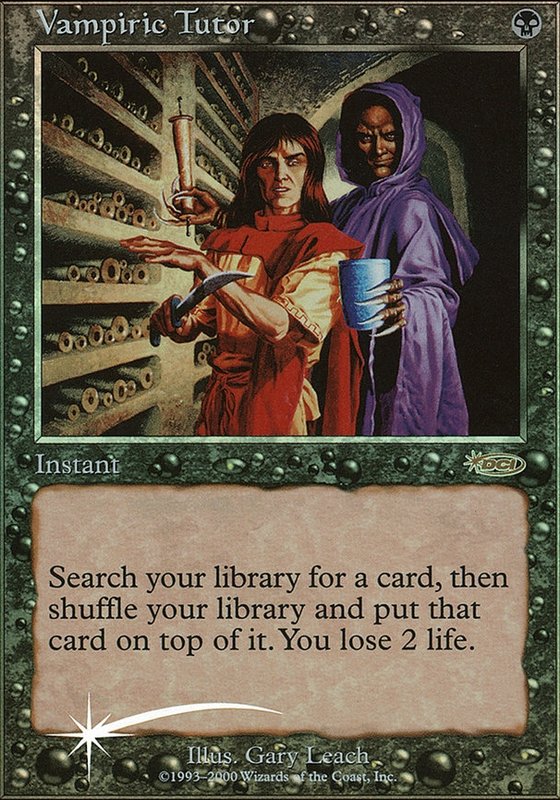 Vampiric Tutor
Instant
DCI
Search your library for a card, then
shuffle your library and put that
card on top of it. You lose 2 life.
Illus. Gary Leach
©1993–2000 Wizards of the Coast, Inc.